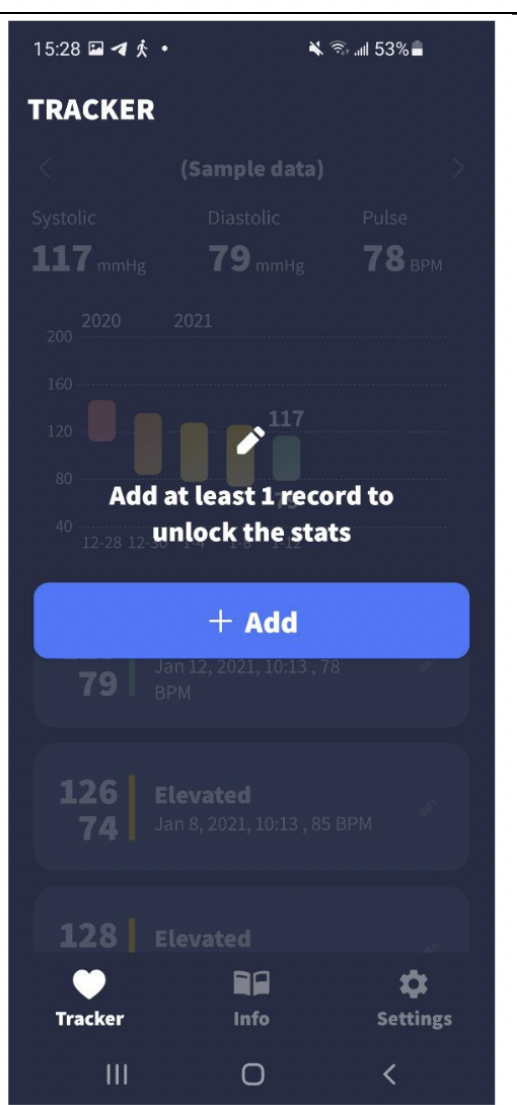 15:28 53%
TRACKER
(Sample data)
Systolic Diastolic Pulse
117 mmHg 79 mmHg 78 BPM
2020 2021
200
160
117
120
80
Add at least 1 record to
40
unlock the stats
12-28 12-30 1-4 1-8 1-12
+ Add
Jan 12, 2021, 10:13 , 78
79
BPM
126 Elevated
74 Jan 8, 2021, 10:13 , 85 BPM
128 Elevated
Tracker Info Settings